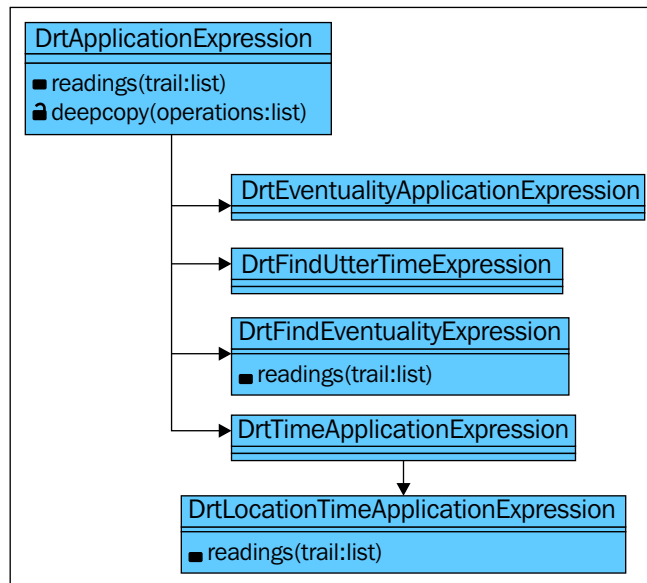 DrtApplicationExpression
readings(trail:list)
deepcopy(operations:list)
DrtEventualityApplicationExpression
DrtFindUtterTimeExpression
DrtFindEventualityExpression
readings(trail:list)
DrtTimeApplicationExpression
DrtLocationTimeApplicationExpression
readings(trail:list)